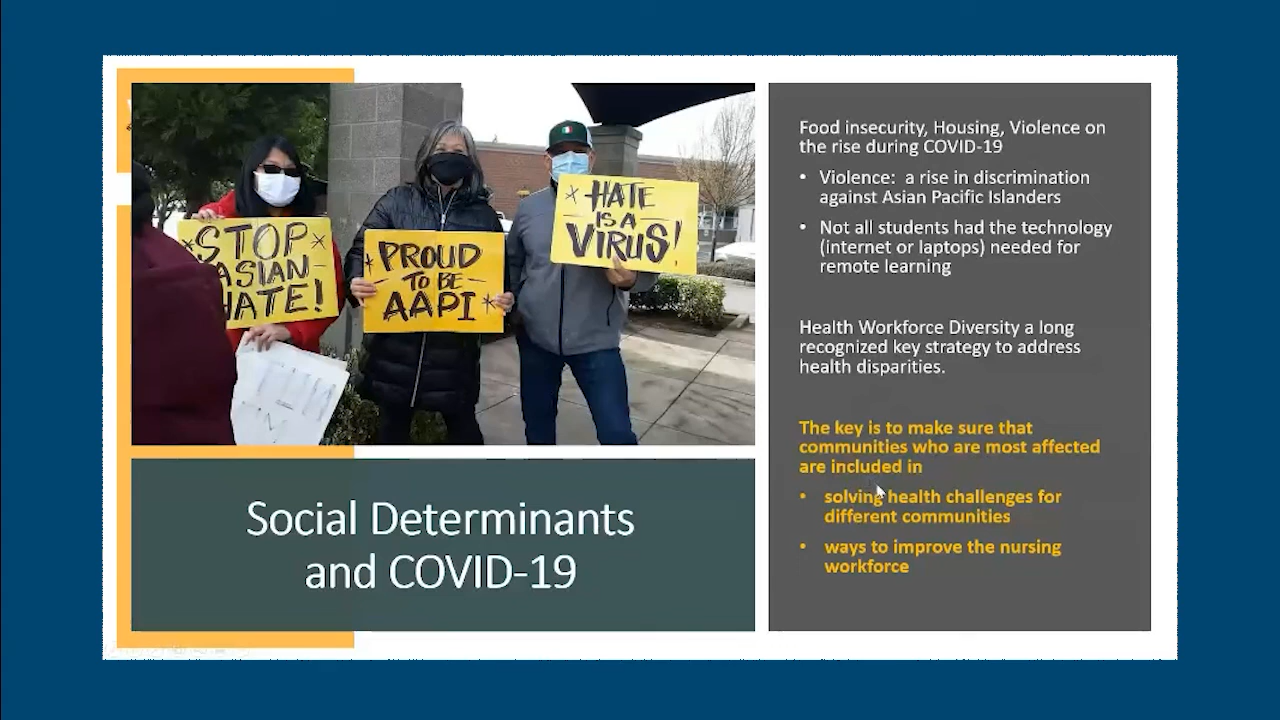 STOP
ASIAN
HATE!
PROUD
TO BE
AAPI
HATE
IS A
VIRUS!
Social Determinants
and COVID-19
Food insecurity, Housing, Violence on
the rise during COVID-19
• Violence: a rise in discrimination
against Asian Pacific Islanders
• Not all students had the technology
(internet or laptops) needed for
remote learning
Health Workforce Diversity a long
recognized key strategy to address
health disparities.
The key is to make sure that
communities who are most affected
are included in
• solving health challenges for
different communities
• ways to improve the nursing
workforce